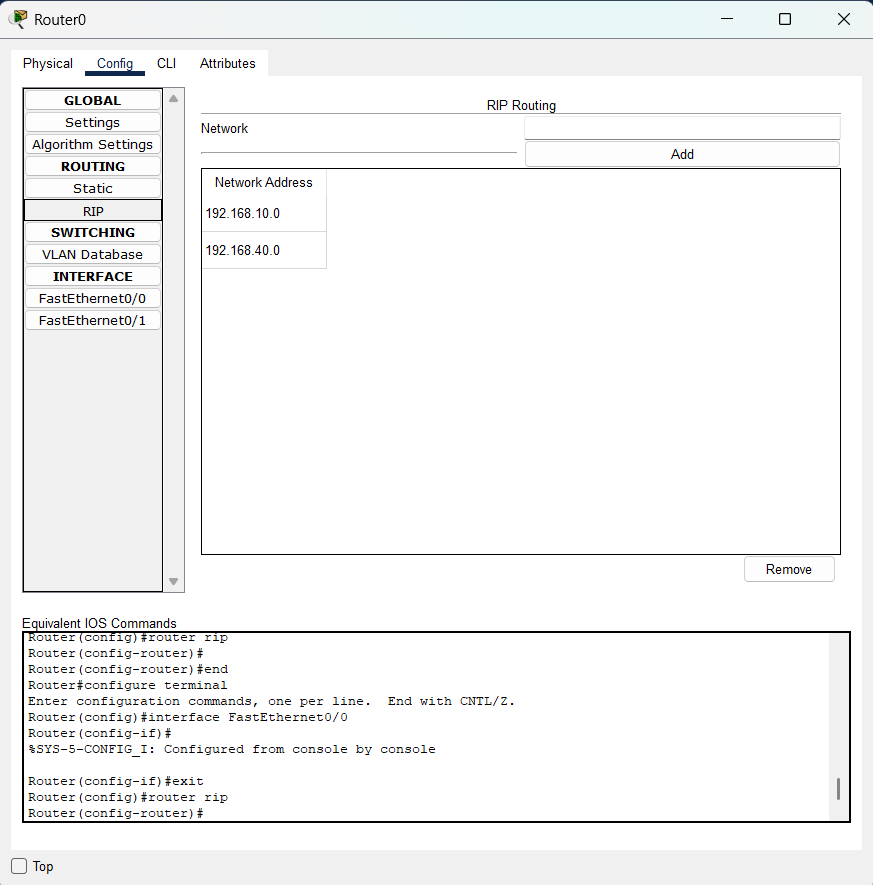 Router0
Physical Config CLI Attributes
GLOBAL
Settings
Algorithm Settings
ROUTING
Static
RIP
SWITCHING
VLAN Database
INTERFACE
FastEthernet0/0
FastEthernet0/1
RIP Routing
Network
Add
Network Address
192.168.10.0
192.168.40.0
Remove
Equivalent IOS Commands
Router(config)#router rip
Router(config-router)#
Router(config-router)#end
Router#configure terminal
Enter configuration commands, one per line.  End with CNTL/Z.
Router(config)#interface FastEthernet0/0
Router(config-if)#
%SYS-5-CONFIG_I: Configured from console by console
Router(config-if)#exit
Router(config)#router rip
Router(config-router)#
Top